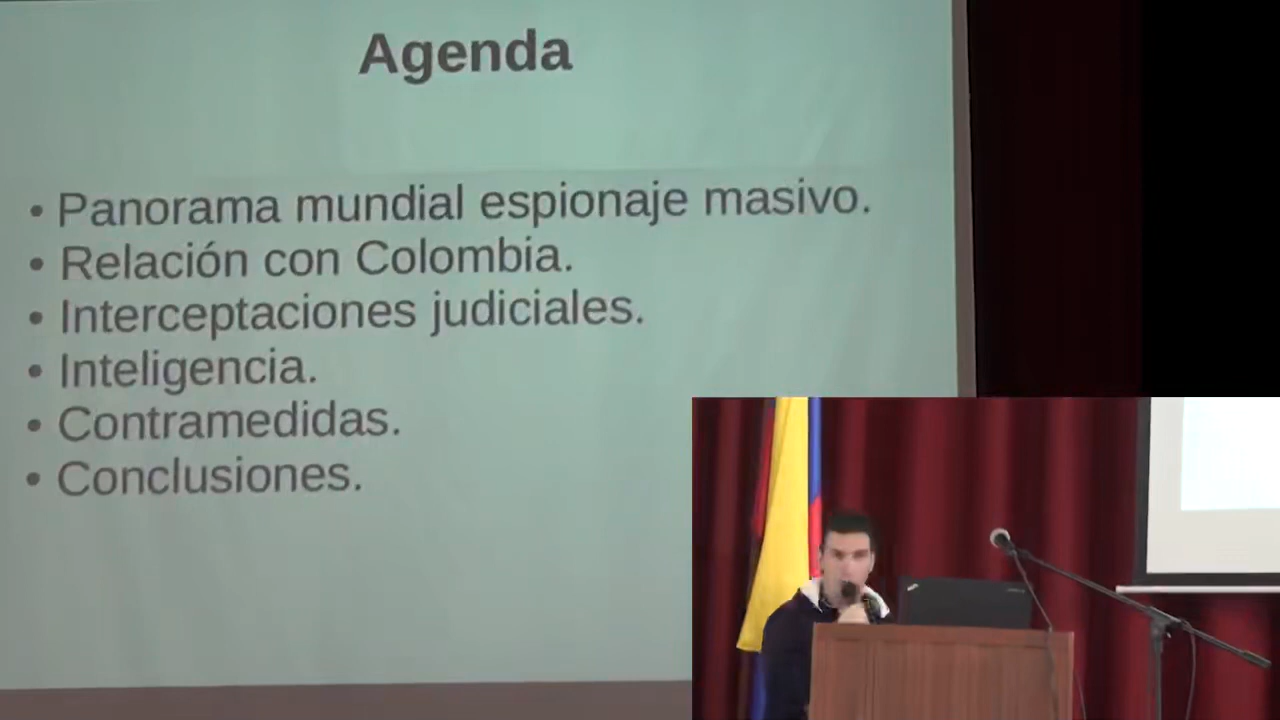 Agenda
• Panorama mundial espionaje masivo.
• Relación con Colombia.
• Interceptaciones judiciales.
• Inteligencia.
• Contramedidas.
• Conclusiones.